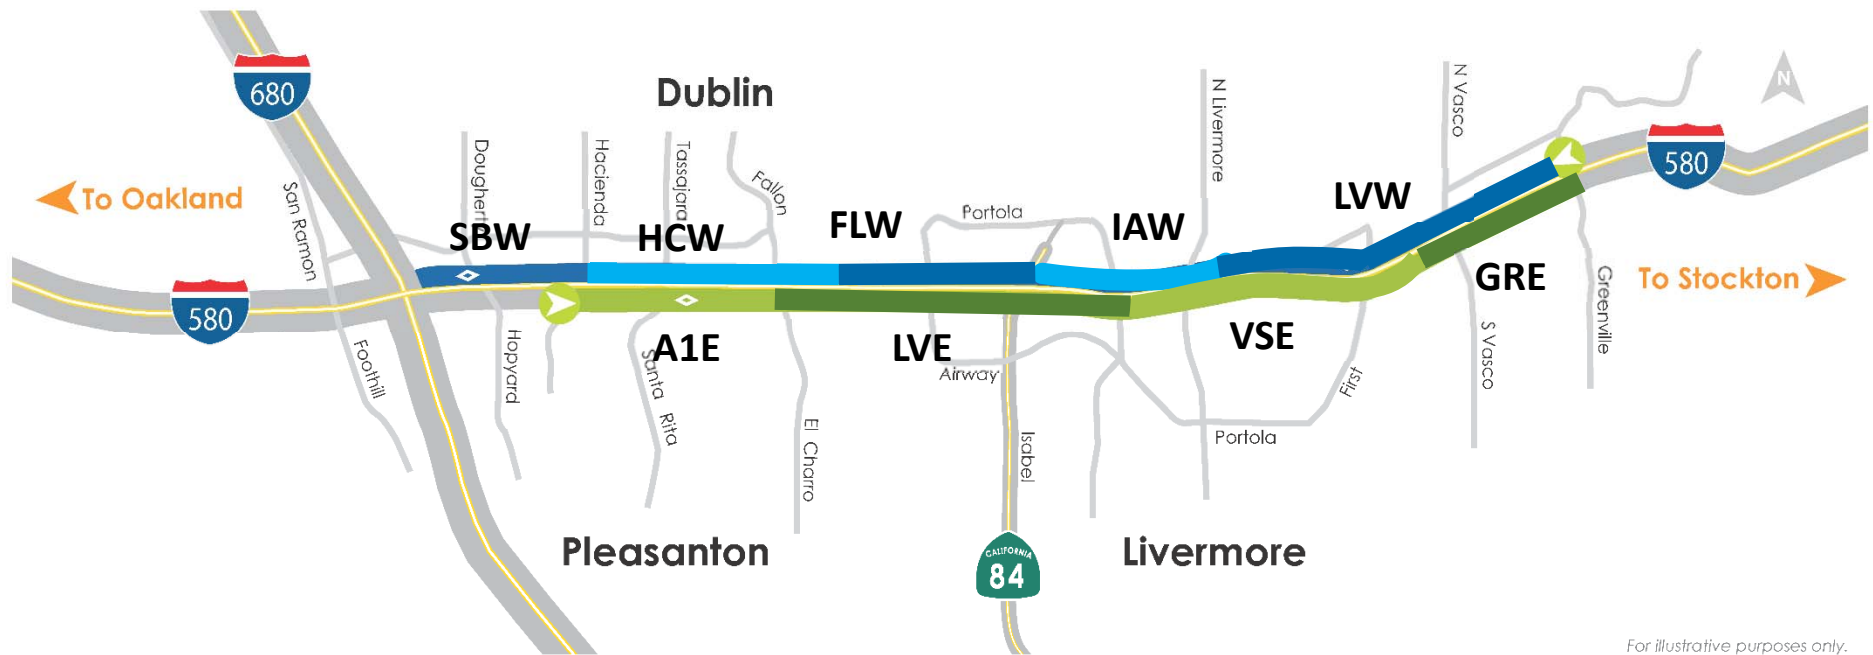 680
Dublin
N Livermore
N Vasco
N
580
To Oakland
San Ramon
Dougherty
Hacienda
Tassajara
Fallon
SBW
HCW
FLW
Portola
IAW
LVW
GRE
To Stockton
580
Foothill
Hopyard
A1E
Santa Rita
LVE
Airway
VSE
First
S Vasco
Greenville
El Charro
Isabel
Portola
Pleasanton
CALIFORNIA
84
Livermore
For illustrative purposes only.